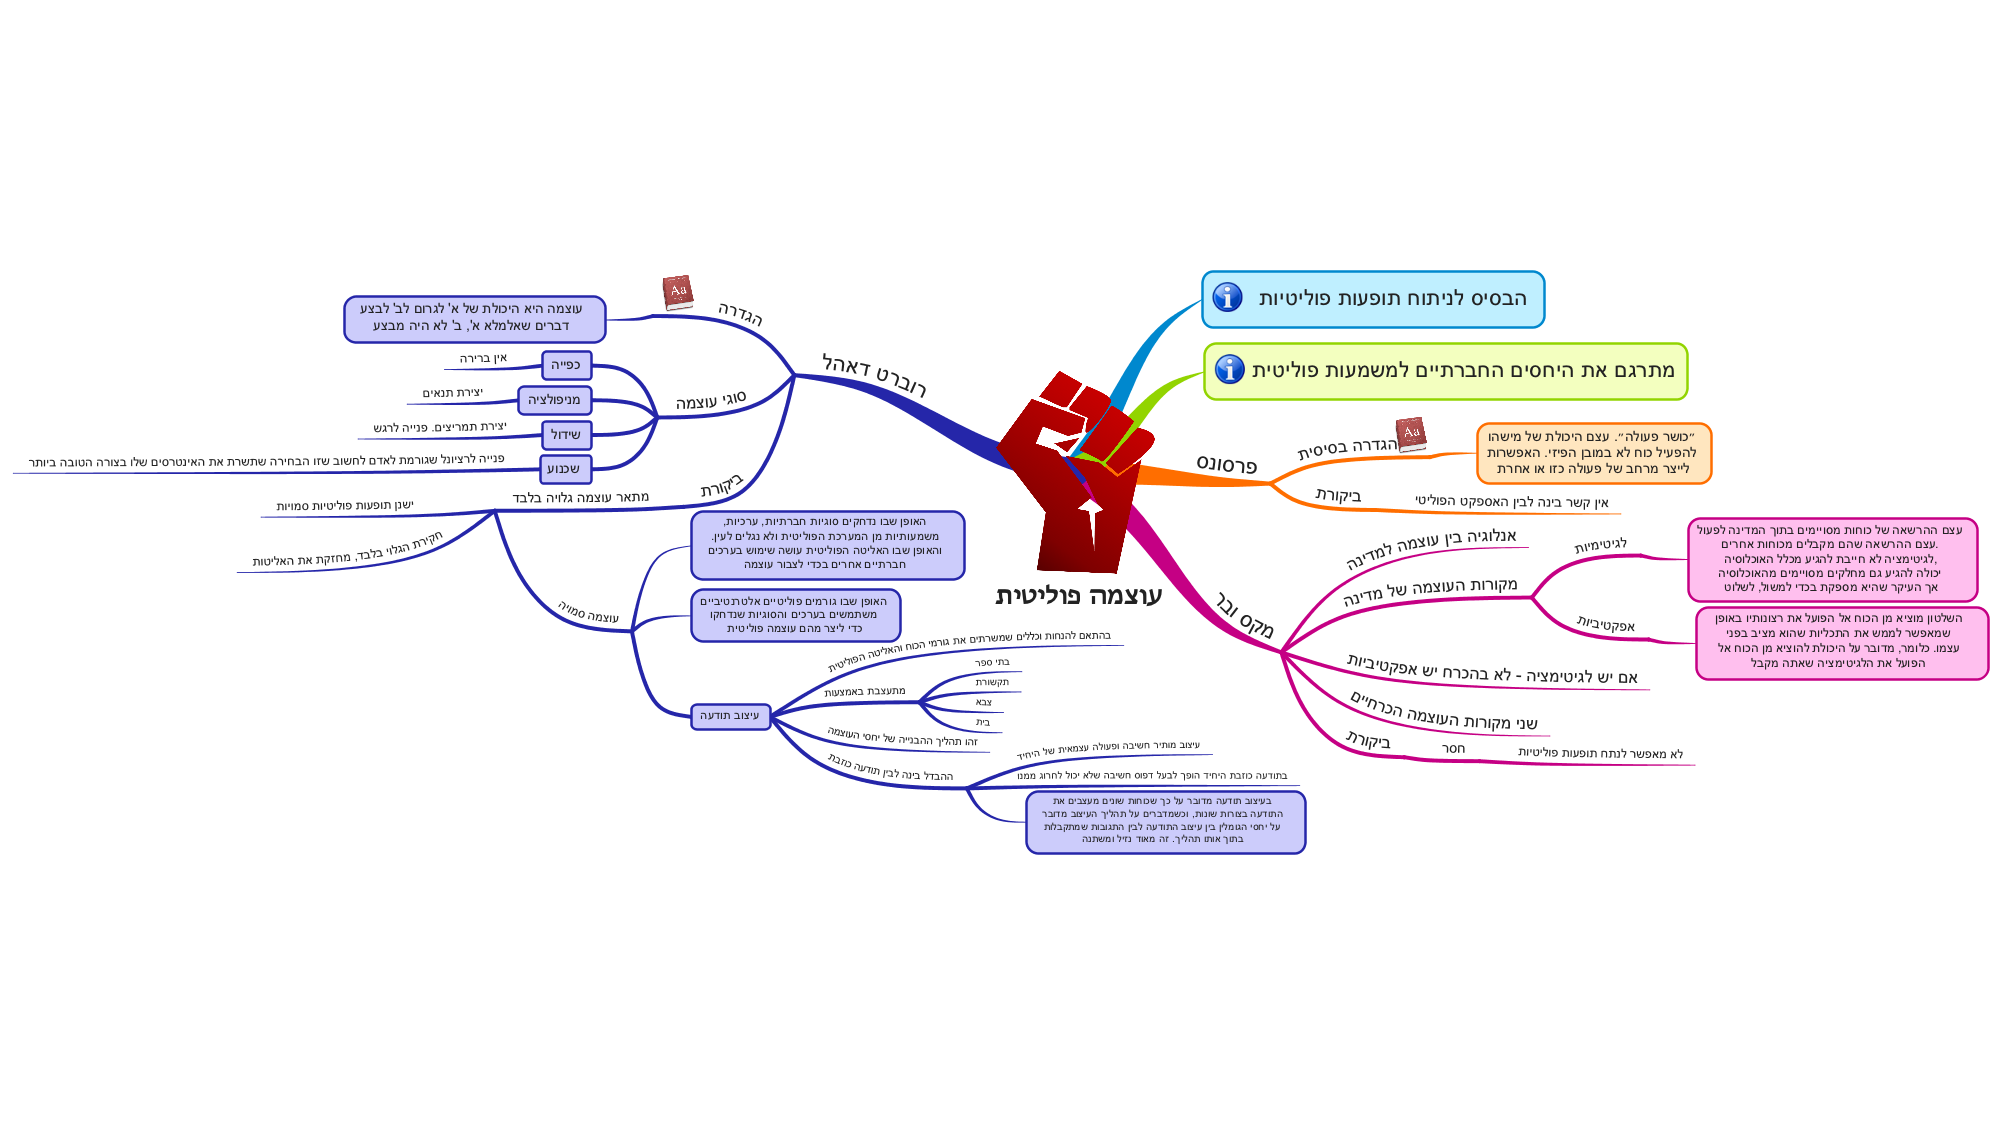 עוצמה פוליטית
הבסיס לניתוח תופעות פוליטיות
מתרגם את היחסים החברתיים למשמעות פוליטית
פרסונס
הגדרה בסיסית
Aa
״כושר פעולה״. עצם היכולת של מישהו
להפעיל כוח לא במובן הפיזי. האפשרות
לייצר מרחב של פעולה כזו או אחרת
ביקורת
אין קשר בינה לבין האספקט הפוליטי
מקס ובר
אנלוגיה בין עוצמה למדינה
מקורות העוצמה של מדינה
לגיטימיות
עצם ההרשאה של כוחות מסויימים בתוך המדינה לפעול
.עצם ההרשאה שהם מקבלים מכוחות אחרים
,לגיטימציה לא חייבת להגיע מכלל האוכלוסיה
יכולה להגיע גם מחלקים מסויימים מהאוכלוסיה
אך העיקר שהיא מספקת בכדי למשול, לשלוט
אפקטיביות
השלטון מוציא מן הכוח אל הפועל את רצונותיו באופן
שמאפשר לממש את התכליות שהוא מציב בפני
עצמו. כלומר, מדובר על היכולת להוציא מן הכוח אל
הפועל את הלגיטימציה שאתה מקבל
אם יש לגיטימציה - לא בהכרח יש אפקטיביות
שני מקורות העוצמה הכרחיים
ביקורת
חסר
לא מאפשר לנתח תופעות פוליטיות
רוברט דאהל
הגדרה
Aa
עוצמה היא היכולת של א' לגרום לב' לבצע
דברים שאלמלא א', ב' לא היה מבצע
סוגי עוצמה
כפייה
אין ברירה
מניפולציה
יצירת תנאים
שידול
יצירת תמריצים. פנייה לרגש
שכנוע
פנייה לרציונל שגורמת לאדם לחשוב שזו הבחירה שתשרת את האינטרסים שלו בצורה הטובה ביותר
ביקורת
מתאר עוצמה גלויה בלבד
ישנן תופעות פוליטיות סמויות
חקירת הגלוי בלבד, מחזקת את האליטות
עוצמה סמויה
האופן שבו נדחקים סוגיות חברתיות, ערכיות,
משמעותיות מן המערכת הפוליטית ולא נגלים לעין.
והאופן שבו האליטה הפוליטית עושה שימוש בערכים
חברתיים אחרים בכדי לצבור עוצמה
האופן שבו גורמים פוליטיים אלטרנטיביים
משתמשים בערכים והסוגיות שנדחקו
כדי ליצר מהם עוצמה פוליטית
עיצוב תודעה
בהתאם להנחות וכללים שמשרתים את גורמי הכוח והאליטה הפוליטית
מתעצבת באמצעות
בתי ספר
תקשורת
צבא
בית
זהו תהליך ההבנייה של יחסי העוצמה
ההבדל בינה לבין תודעה כוזבת
עיצוב מותיר חשיבה ופעולה עצמאית של היחיד
בתודעה כוזבת היחיד הופך לבעל דפוס חשיבה שלא יכול לחרוג ממנו
בעיצוב תודעה מדובר על כך שכוחות שונים מעצבים את
התודעה בצורות שונות, וכשמדברים על תהליך העיצוב מדובר
על יחסי הגומלין בין עיצוב התודעה לבין התגובות שמתקבלות
בתוך אותו תהליך. זה מאוד נזיל ומשתנה